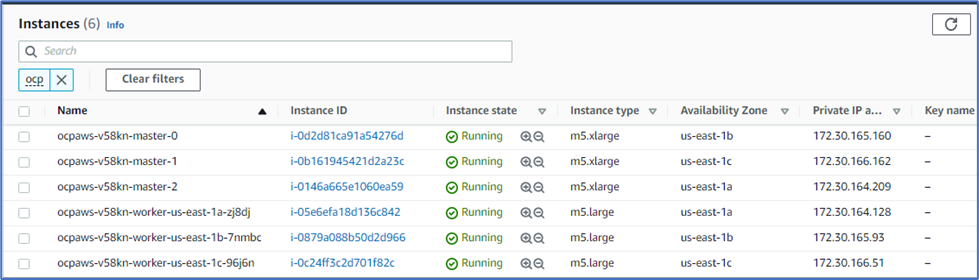 Instances (6) Info
Search
ocp
Clear filters
Name Instance ID Instance state Instance type Availability Zone Private IP a... Key name
ocpaws-v58kn-master-0 i-0d2d81ca91a54276d Running m5.xlarge us-east-1b 172.30.165.160 –
ocpaws-v58kn-master-1 i-0b161945421d2a23c Running m5.xlarge us-east-1c 172.30.166.162 –
ocpaws-v58kn-master-2 i-0146a665e1060ea59 Running m5.xlarge us-east-1a 172.30.164.209 –
ocpaws-v58kn-worker-us-east-1a-zj8dj i-05e6efa18d136c842 Running m5.large us-east-1a 172.30.164.128 –
ocpaws-v58kn-worker-us-east-1b-7nmbc i-0879a088b50d2d966 Running m5.large us-east-1b 172.30.165.93 –
ocpaws-v58kn-worker-us-east-1c-96j6n i-0c24ff3c2d701f82c Running m5.large us-east-1c 172.30.166.51 –